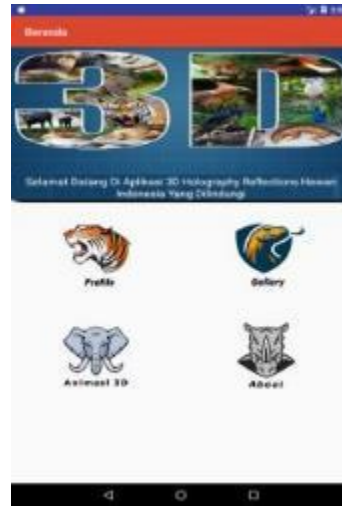 Beranda
3D
Selamat Datang Di Aplikasi 3D Holography Reflections Hewan
Indonesia Yang Dilindungi
Profile
Gallery
Animasi 3D
About